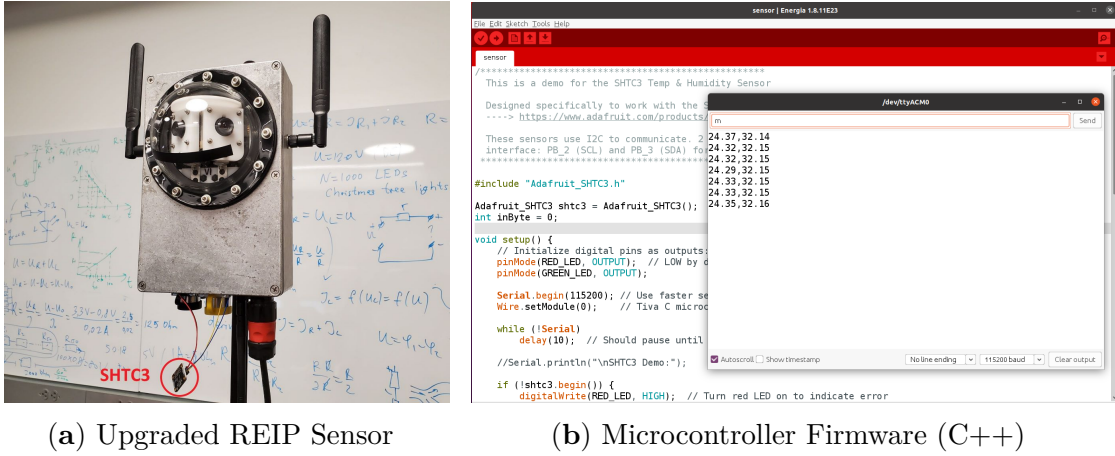 SHTC3
U=120V
N=1000 LEDs
Christmas tree lights
5018
sensor | Energia 1.8.11E23
File Edit Sketch Tools Help
sensor
/****************************************************
This is a demo for the SHTC3 Temp & Humidity Sensor
Designed specifically to work with the S
----> https://www.adafruit.com/products/
These sensors use I2C to communicate. 2
interface: PB_2 (SCL) and PB_3 (SDA) fo
#include "Adafruit_SHTC3.h"
Adafruit_SHTC3 shtc3 = Adafruit_SHTC3();
int inByte = 0;
void setup() {
// Initialize digital pins as outputs:
pinMode(RED_LED, OUTPUT); // LOW by d
pinMode(GREEN_LED, OUTPUT);
Serial.begin(115200); // Use faster se
Wire.setModule(0); // Tiva C microc
while (!Serial)
delay(10); // Should pause until
//Serial.println("\nSHTC3 Demo:");
if (!shtc3.begin()) {
digitalWrite(RED_LED, HIGH); // Turn red LED on to indicate error
/dev/ttyACM0
m
Send
24.37,32.14
24.32,32.15
24.32,32.15
24.29,32.15
24.33,32.15
24.33,32.15
24.35,32.16
Autoscroll Show timestamp
No line ending
115200 baud
Clear output
(a) Upgraded REIP Sensor
(b) Microcontroller Firmware (C++)